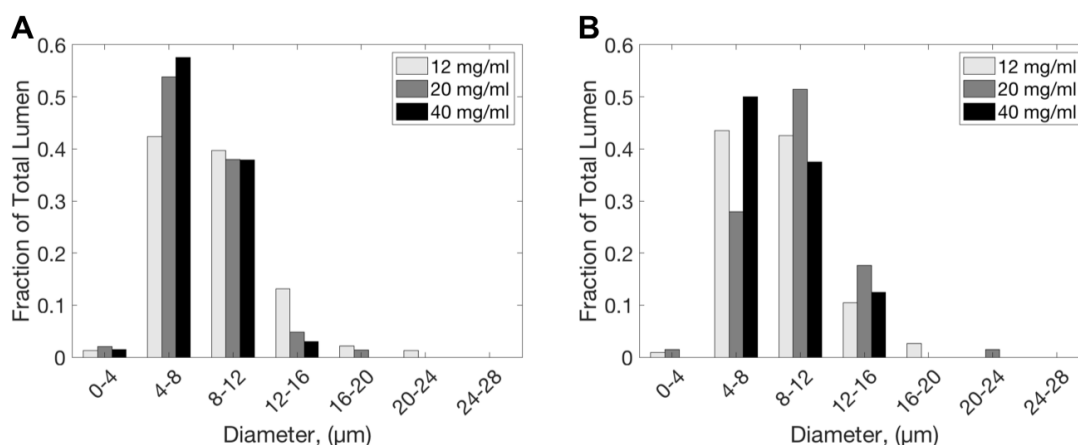 A
Fraction of Total Lumen
0.6
0.5
0.4
0.3
0.2
0.1
0
12 mg/ml
20 mg/ml
40 mg/ml
0-4
4-8
8-12
12-16
16-20
20-24
24-28
Diameter, (μm)
B
Fraction of Total Lumen
0.6
0.5
0.4
0.3
0.2
0.1
0
12 mg/ml
20 mg/ml
40 mg/ml
0-4
4-8
8-12
12-16
16-20
20-24
24-28
Diameter, (μm)